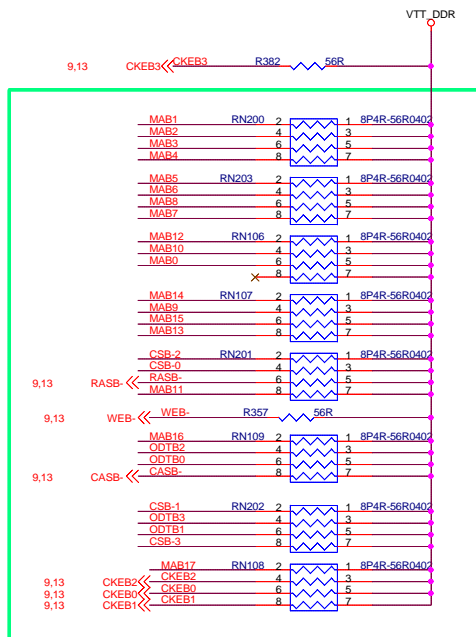 VTT_DDR
9,13 CKEB3 CKEB3 R382 56R
MAB1 RN200 2 1 8P4R-56R0402
MAB2 4 3
MAB3 6 5
MAB4 8 7
MAB5 RN203 2 1 8P4R-56R0402
MAB6 4 3
MAB8 6 5
MAB7 8 7
MAB12 RN106 2 1 8P4R-56R0402
MAB10 4 3
MAB0 6 5
8 7
MAB14 RN107 2 1 8P4R-56R0402
MAB9 4 3
MAB15 6 5
MAB13 8 7
CSB-2 RN201 2 1 8P4R-56R0402
CSB-0 4 3
9,13 RASB- RASB- 6 5
MAB11 8 7
9,13 WEB- WEB- R357 56R
MAB16 RN109 2 1 8P4R-56R0402
ODTB2 4 3
ODTB0 6 5
9,13 CASB- CASB- 8 7
CSB-1 RN202 2 1 8P4R-56R0402
ODTB3 4 3
ODTB1 6 5
CSB-3 8 7
MAB17 RN108 2 1 8P4R-56R0402
9,13 CKEB2 CKEB2 4 3
9,13 CKEB0 CKEB0 6 5
9,13 CKEB1 CKEB1 8 7